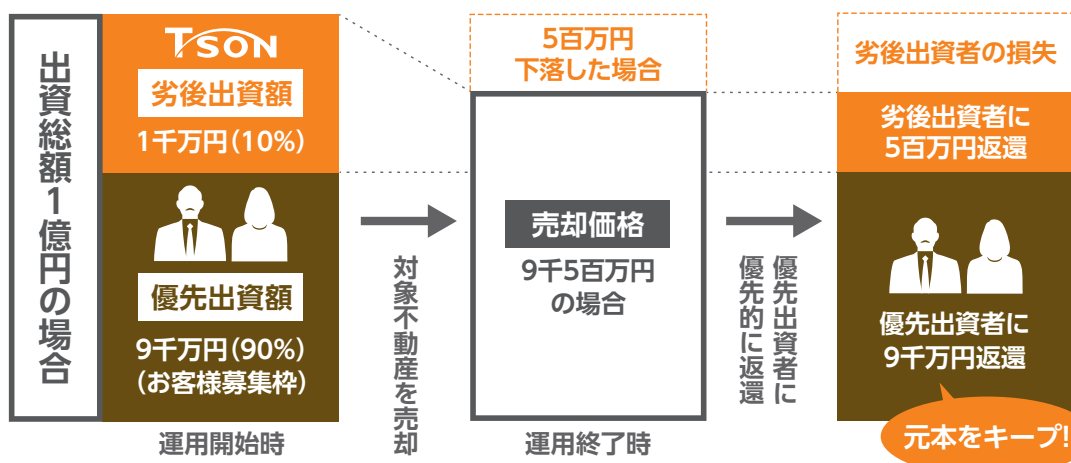 出資総額1億円の場合
TSON
劣後出資額
1千万円(10%)
優先出資額
9千万円(90%)
(お客様募集枠)
運用開始時
対象不動産を売却
5百万円
下落した場合
売却価格
9千5百万円
の場合
運用終了時
優先出資者に
優先的に返還
劣後出資者の損失
劣後出資者に
5百万円返還
優先出資者に
9千万円返還
元本をキープ!